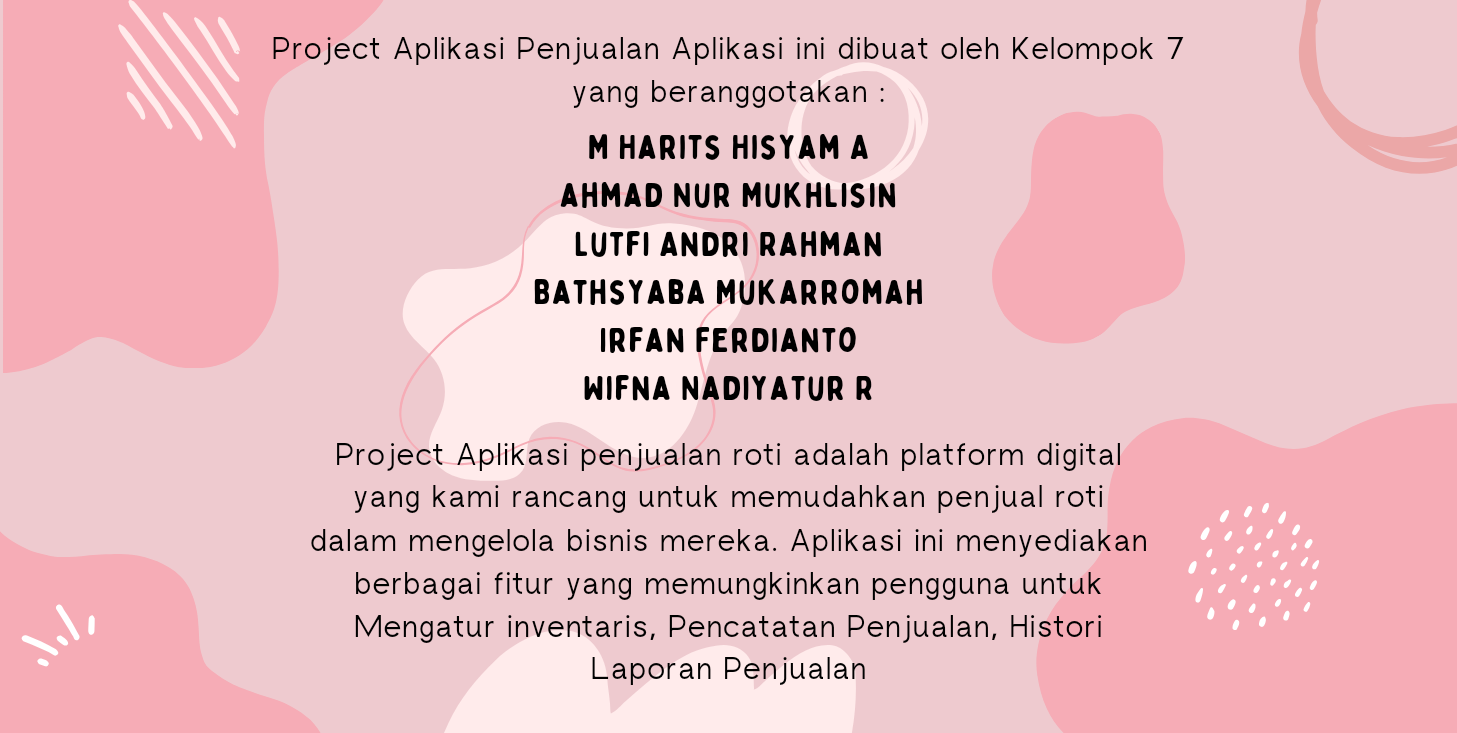 Project Aplikasi Penjualan Aplikasi ini dibuat oleh Kelompok 7
yang beranggotakan :
M HARITS HISYAM A
AHMAD NUR MUKHLISIN
LUTFI ANDRI RAHMAN
BATHSYABA MUKARROMAH
IRFAN FERDIANTO
WIFNA NADIYATUR R
Project Aplikasi penjualan roti adalah platform digital
yang kami rancang untuk memudahkan penjual roti
dalam mengelola bisnis mereka. Aplikasi ini menyediakan
berbagai fitur yang memungkinkan pengguna untuk
Mengatur inventaris, Pencatatan Penjualan, Histori
Laporan Penjualan